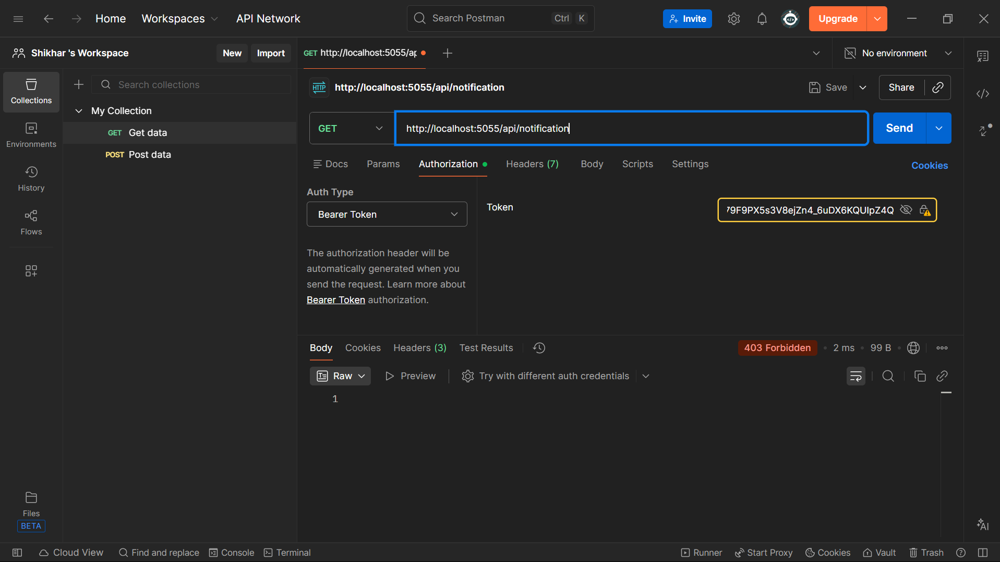 Home Workspaces API Network
Search Postman Ctrl K
Invite Upgrade
Shikhar 's Workspace New Import
GET http://localhost:5055/ap
No environment
Collections
Search collections
My Collection
GET Get data
POST Post data
Environments
History
Flows
Files
BETA
HTTP http://localhost:5055/api/notification
Save Share
GET http://localhost:5055/api/notification Send
Docs Params Authorization Headers (7) Body Scripts Settings Cookies
Auth Type
Bearer Token
The authorization header will be
automatically generated when you
send the request. Learn more about
Bearer Token authorization.
Token 79F9PX5s3V8ejZn4_6uDX6KQUIpZ4Q
Body Cookies Headers (3) Test Results
403 Forbidden • 2 ms • 99 B
Raw Preview Try with different auth credentials
1
AI
Cloud View Find and replace Console Terminal
Runner Start Proxy Cookies Vault Trash